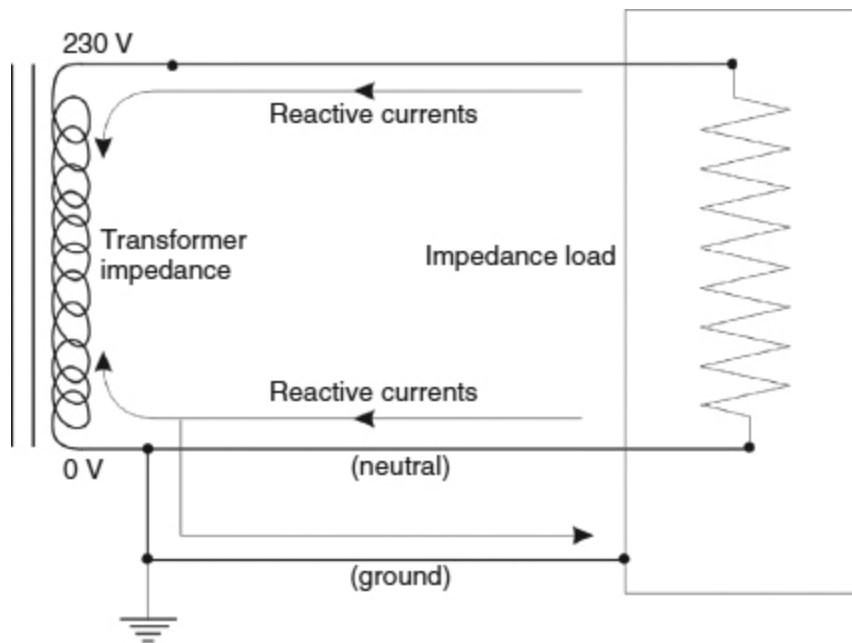 230 V
Reactive currents
Transformer
impedance
Impedance load
Reactive currents
0 V
(neutral)
(ground)